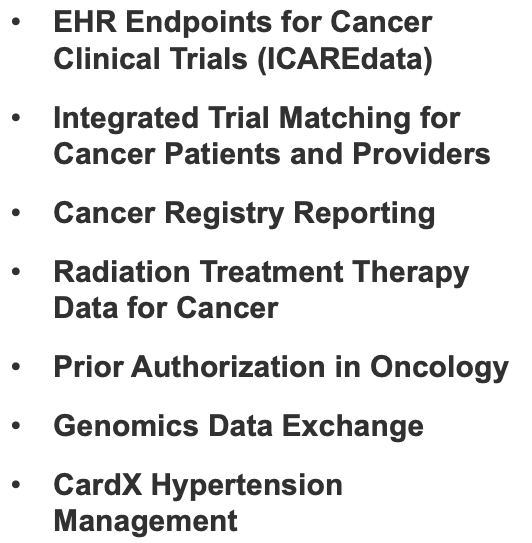 • EHR Endpoints for Cancer
Clinical Trials (ICAREdata)
• Integrated Trial Matching for
Cancer Patients and Providers
• Cancer Registry Reporting
• Radiation Treatment Therapy
Data for Cancer
• Prior Authorization in Oncology
• Genomics Data Exchange
• CardX Hypertension
Management